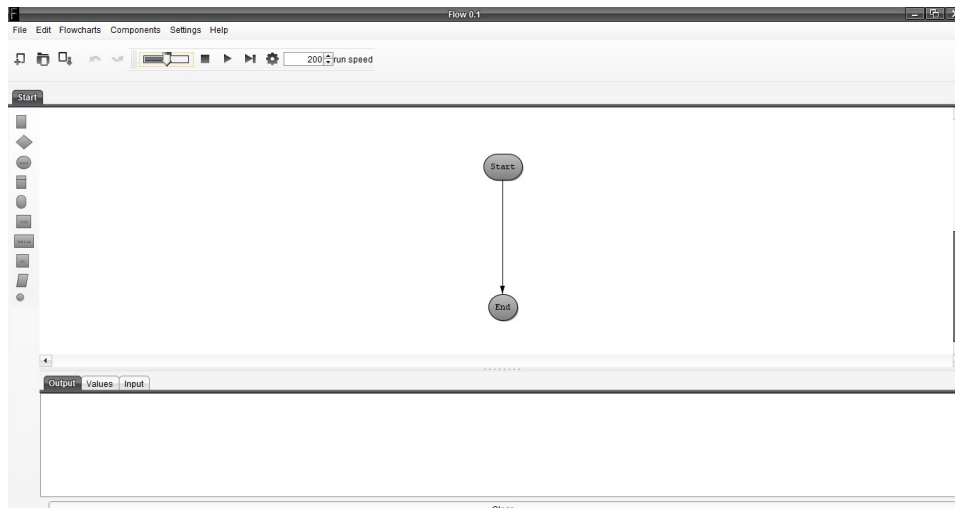 Flow 0.1
File Edit Flowcharts Components Settings Help
200 run speed
Start
Start
End
Output Values Input